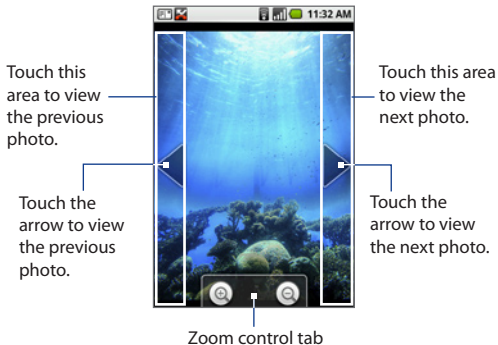 11:32 AM
Touch this
area to view
the previous
photo.
Touch this area
to view the
next photo.
Touch the
arrow to view
the previous
photo.
Touch the
arrow to view
the next photo.
Zoom control tab